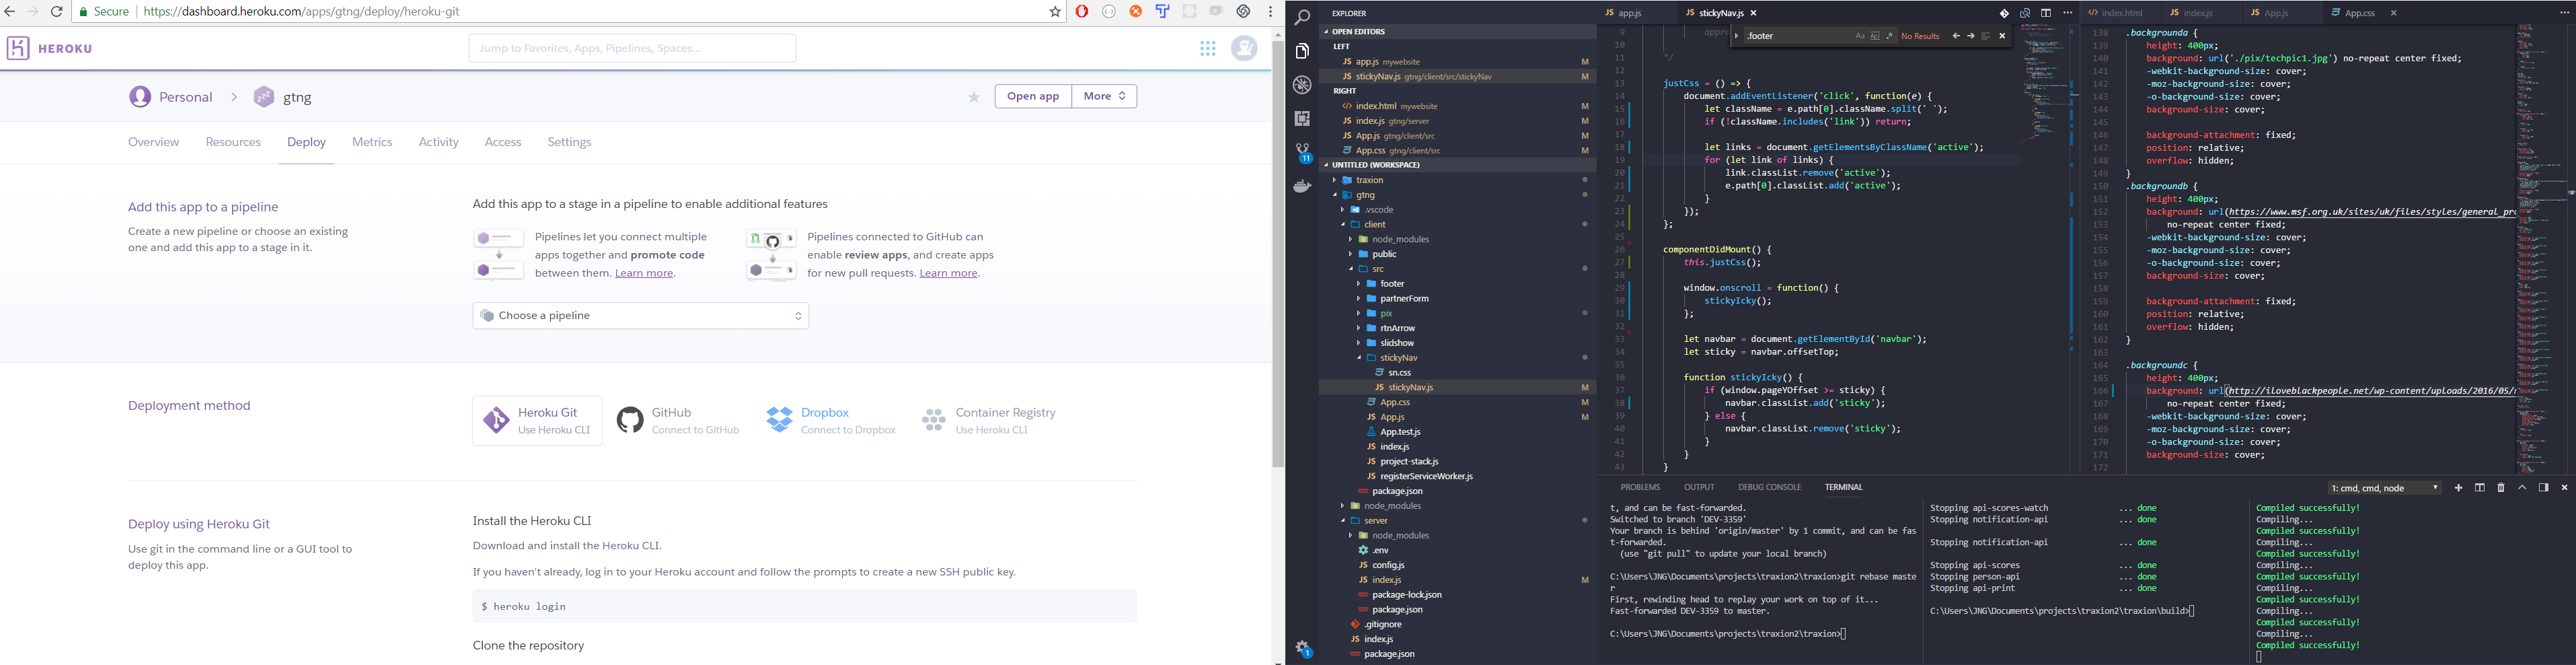 Secure | https://dashboard.heroku.com/apps/gtng/deploy/heroku-git
HEROKU
Jump to Favorites, Apps, Pipelines, Spaces...
Personal > gtng
Open app
More
Overview
Resources
Deploy
Metrics
Activity
Access
Settings
Add this app to a pipeline
Create a new pipeline or choose an existing
one and add this app to a stage in it.
Add this app to a stage in a pipeline to enable additional features
Pipelines let you connect multiple
apps together and promote code
between them. Learn more.
Pipelines connected to GitHub can
enable review apps, and create apps
for new pull requests. Learn more.
Choose a pipeline
Deployment method
Heroku Git
Use Heroku CLI
GitHub
Connect to GitHub
Dropbox
Connect to Dropbox
Container Registry
Use Heroku CLI
Deploy using Heroku Git
Use git in the command line or a GUI tool to
deploy this app.
Install the Heroku CLI
Download and install the Heroku CLI.
If you haven't already, log in to your Heroku account and follow the prompts to create a new SSH public key.
$ heroku login
Clone the repository
11
1
EXPLORER
OPEN EDITORS
LEFT
JS app.js mywebsite M
JS stickyNav.js gtng/client/src/stickyNav M
RIGHT
<> index.html mywebsite M
JS index.js gtng/server M
JS App.js gtng/client/src M
App.css gtng/client/src M
UNTITLED (WORKSPACE)
traxion
gtng
.vscode
client
node_modules
public
src
footer
partnerForm
pix
rtnArrow
slidshow
stickyNav
sn.css
JS stickyNav.js M
App.css M
JS App.js M
App.test.js
JS index.js
JS project-stack.js
JS registerServiceWorker.js
package.json
node_modules
server
node_modules
.env
config.js
JS index.js M
package-lock.json
package.json
.gitignore
JS index.js
package.json
JS app.js
JS stickyNav.js ×
.footer
Aa
No Results
9
10
11 */
12
13 justCss = () => {
14 document.addEventListener('click', function(e) {
15 let className = e.path[0].className.split(' ');
16 if (!className.includes('link')) return;
17
18 let links = document.getElementsByClassName('active');
19 for (let link of links) {
20 link.classList.remove('active');
21 e.path[0].classList.add('active');
22 }
23 });
24 };
25
26 componentDidMount() {
27 this.justCss();
28
29 window.onscroll = function() {
30 stickyIcky();
31 };
32
33 let navbar = document.getElementById('navbar');
34 let sticky = navbar.offsetTop;
35
36 function stickyIcky() {
37 if (window.pageYOffset >= sticky) {
38 navbar.classList.add('sticky');
39 } else {
40 navbar.classList.remove('sticky');
41 }
42 }
43 }
<> index.html
JS index.js
JS App.js
App.css ×
138 .backgrounda {
139 height: 400px;
140 background: url('./pix/techpic1.jpg') no-repeat center fixed;
141 -webkit-background-size: cover;
142 -moz-background-size: cover;
143 -o-background-size: cover;
144 background-size: cover;
145
146 background-attachment: fixed;
147 position: relative;
148 overflow: hidden;
149 }
150 .backgroundb {
151 height: 400px;
152 background: url(https://www.msf.org.uk/sites/uk/files/styles/general_pr
153 no-repeat center fixed;
154 -webkit-background-size: cover;
155 -moz-background-size: cover;
156 -o-background-size: cover;
157 background-size: cover;
158
159 background-attachment: fixed;
160 position: relative;
161 overflow: hidden;
162 }
163
164 .backgroundc {
165 height: 400px;
166 background: url(http://iloveblackpeople.net/wp-content/uploads/2016/05/
167 no-repeat center fixed;
168 -webkit-background-size: cover;
169 -moz-background-size: cover;
170 -o-background-size: cover;
171 background-size: cover;
172
PROBLEMS
OUTPUT
DEBUG CONSOLE
TERMINAL
1: cmd, cmd, node
t, and can be fast-forwarded.
Switched to branch 'DEV-3359'
Your branch is behind 'origin/master' by 1 commit, and can be fas
t-forwarded.
(use "git pull" to update your local branch)
C:\Users\JNG\Documents\projects\traxion2\traxion>git rebase maste
r
First, rewinding head to replay your work on top of it...
Fast-forwarded DEV-3359 to master.
C:\Users\JNG\Documents\projects\traxion2\traxion>
Stopping api-scores-watch ... done
Stopping notification-api ... done
Stopping notification-api ... done
Stopping api-scores ... done
Stopping person-api ... done
Stopping api-print ... done
C:\Users\JNG\Documents\projects\traxion2\traxion\build>
Compiled successfully!
Compiling...
Compiled successfully!
Compiling...
Compiled successfully!
Compiling...
Compiled successfully!
Compiling...
Compiled successfully!
Compiling...
Compiled successfully!
Compiling...
Compiled successfully!